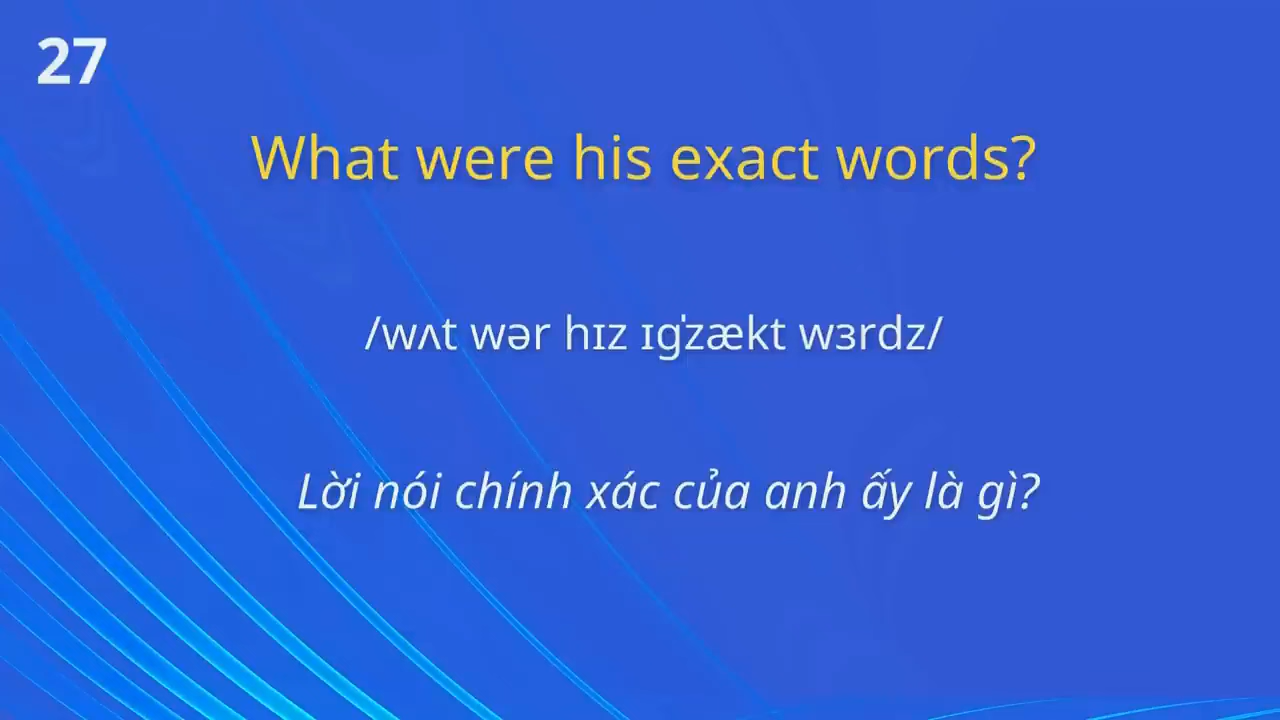 27
What were his exact words?
/wʌt wər hɪz ɪɡˈzækt wɜrdz/
Lời nói chính xác của anh ấy là gì?